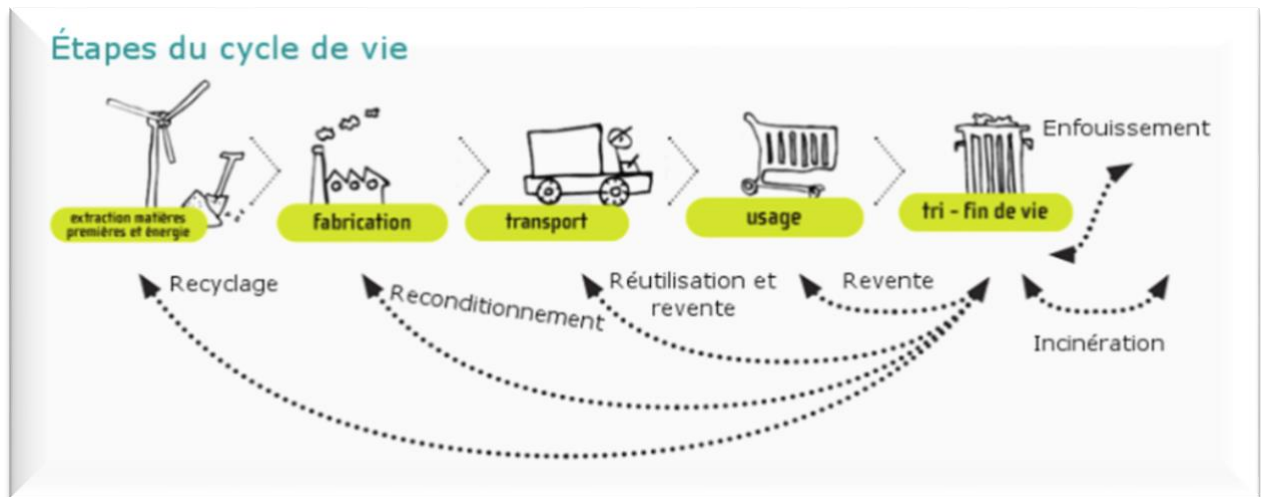 Étapes du cycle de vie
Enfouissement
extraction matières
premières et énergie
fabrication
transport
usage
tri - fin de vie
Recyclage
Reconditionnement
Réutilisation et
revente
Revente
Incinération